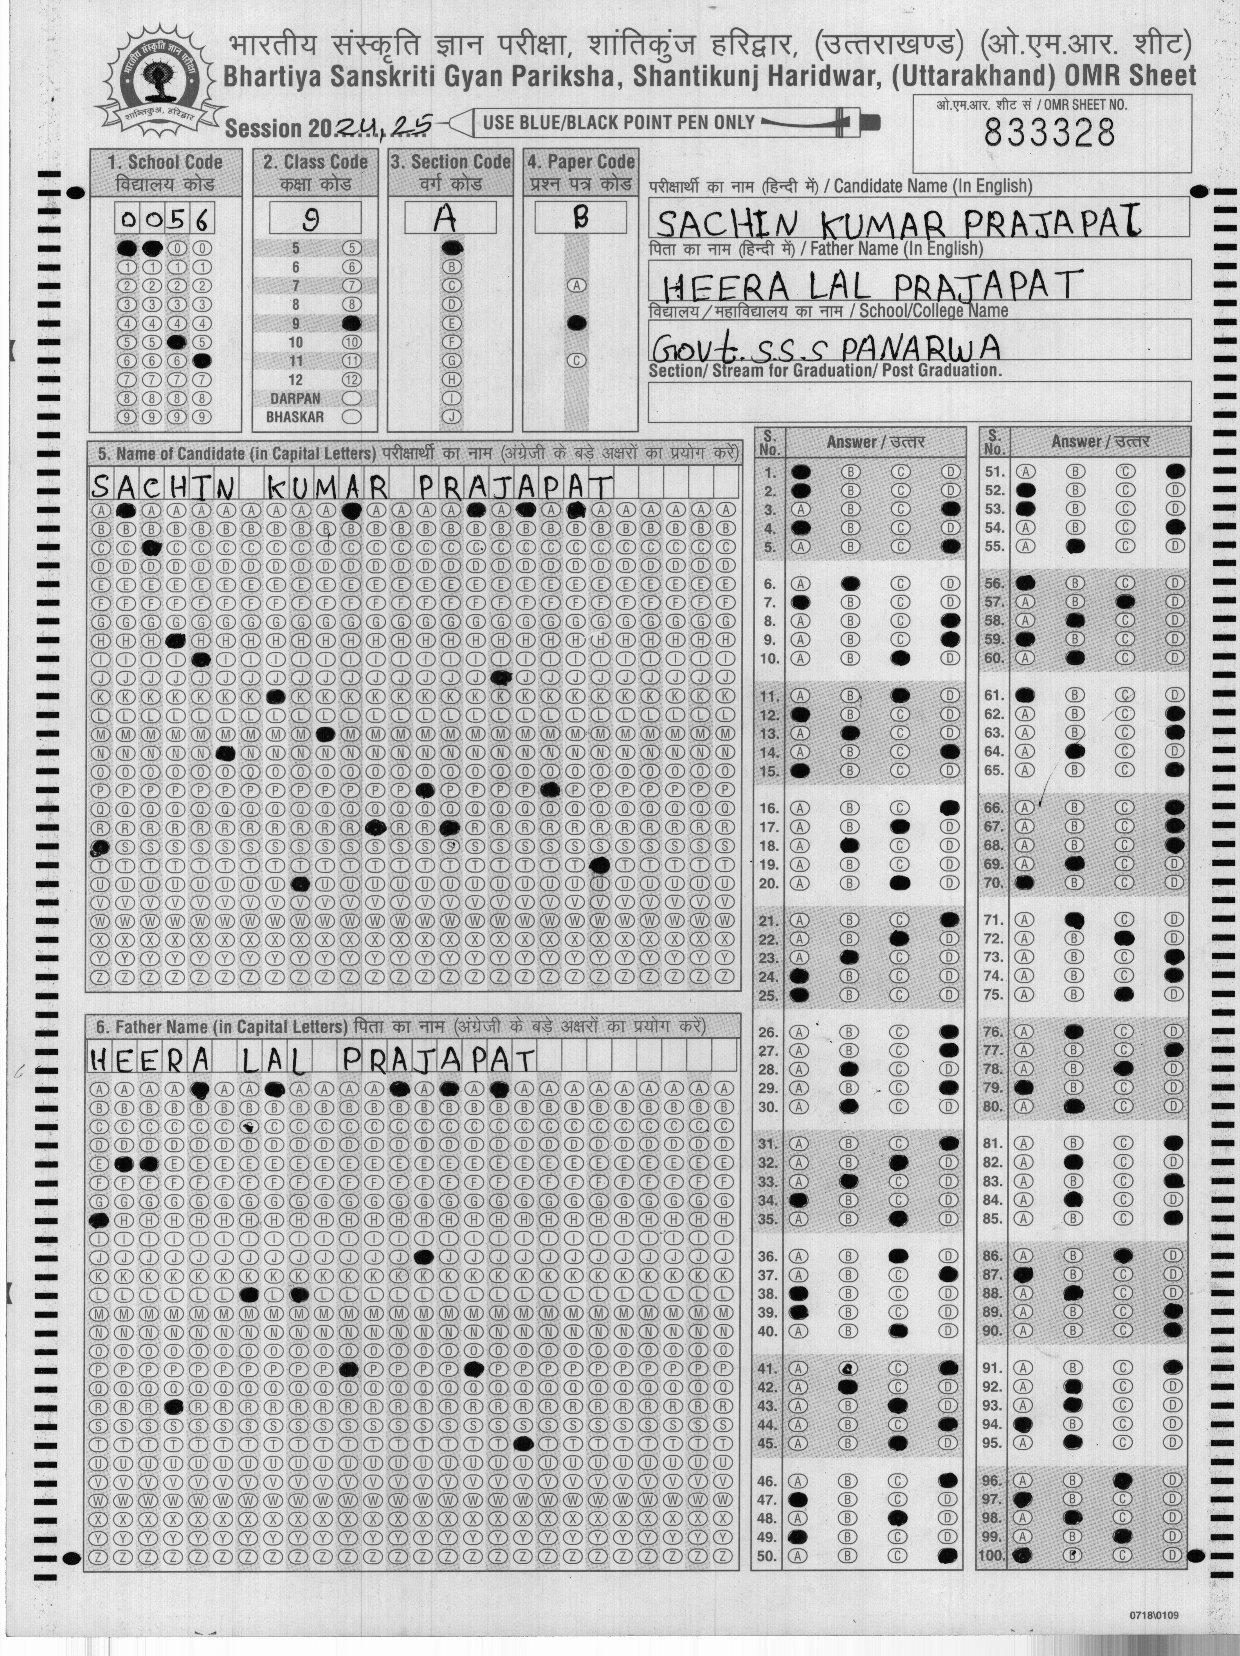 भारतीय संस्कृति ज्ञान परीक्षा, शांतिकुंज हरिद्वार, (उत्तराखण्ड) (ओ.एम.आर. शीट)
Bhartiya Sanskriti Gyan Pariksha, Shantikunj Haridwar, (Uttarakhand) OMR Sheet
Session 2024,25
USE BLUE/BLACK POINT PEN ONLY
ओ.एम.आर. शीट सं / OMR SHEET NO.
833328
1. School Code
विद्यालय कोड
0056
2. Class Code
कक्षा कोड
9
5
6
7
8
9
10
11
12
DARPAN
BHASKAR
3. Section Code
वर्ग कोड
A
4. Paper Code
प्रश्न पत्र कोड
B
परीक्षार्थी का नाम (हिन्दी में) / Candidate Name (In English)
SACHIN KUMAR PRAJAPAT
पिता का नाम (हिन्दी में) / Father Name (In English)
HEERA LAL PRAJAPAT
विद्यालय/महाविद्यालय का नाम / School/College Name
GOVt. S.S.S PANARWA
Section/ Stream for Graduation/ Post Graduation.
5. Name of Candidate (in Capital Letters) परीक्षार्थी का नाम (अंग्रेजी के बड़े अक्षरों का प्रयोग करें)
SACHIN KUMAR PRAJAPAT
6. Father Name (in Capital Letters) पिता का नाम (अंग्रेजी के बड़े अक्षरों का प्रयोग करें)
HEERA LAL PRAJAPAT
S. No. Answer / उत्तर
S. No. Answer / उत्तर
0718\0109